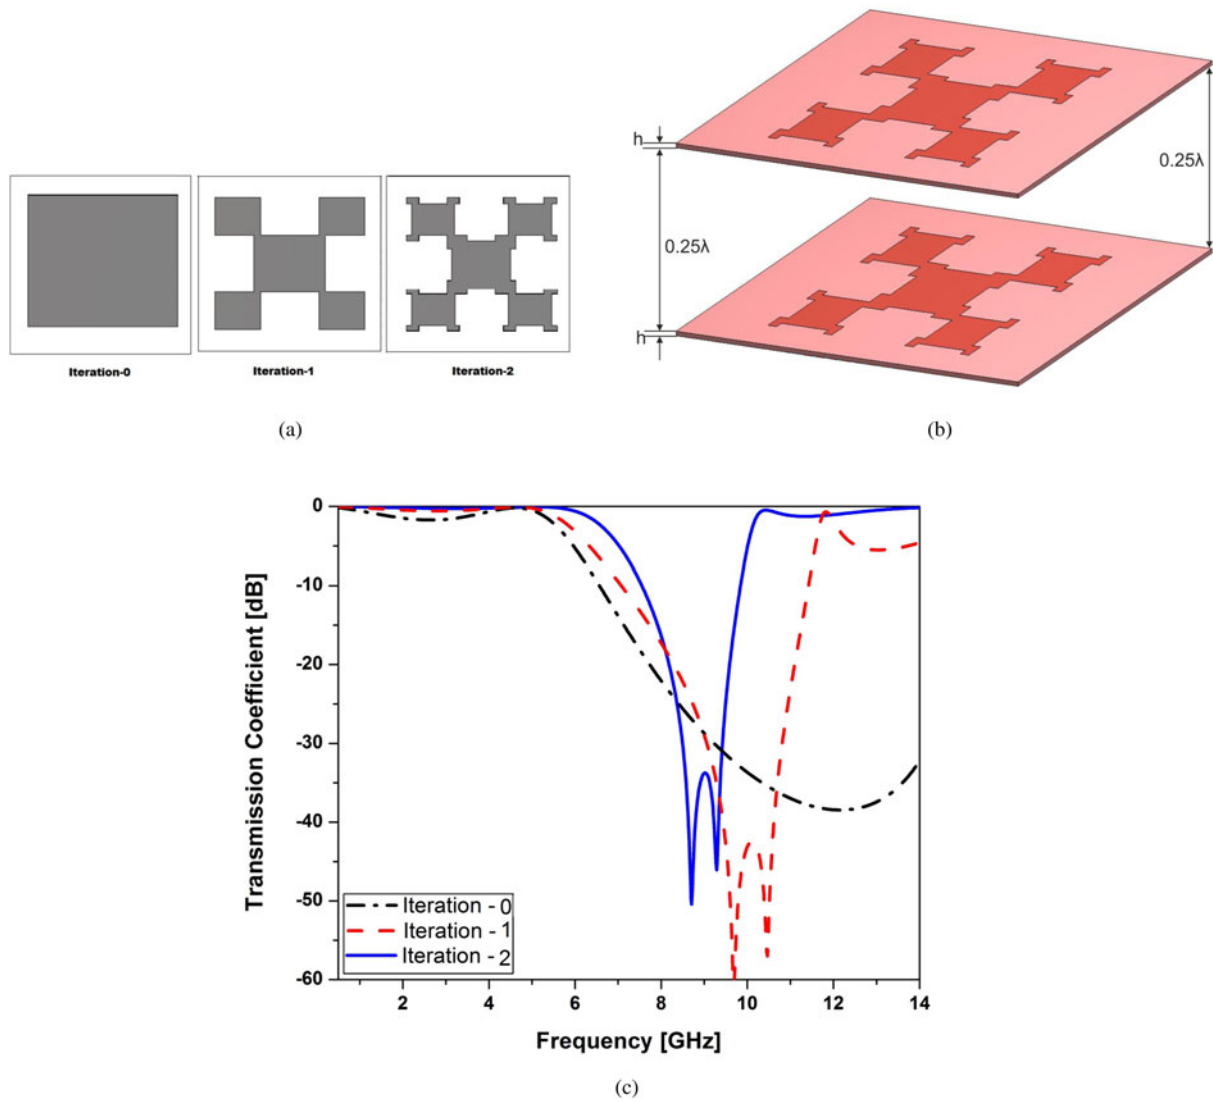 Iteration-0
Iteration-1
Iteration-2
(a)
h
0.25λ
0.25λ
h
(b)
0
-10
-20
-30
-40
-50
-60
Transmission Coefficient [dB]
Iteration - 0
Iteration - 1
Iteration - 2
2 4 6 8 10 12 14
Frequency [GHz]
(c)